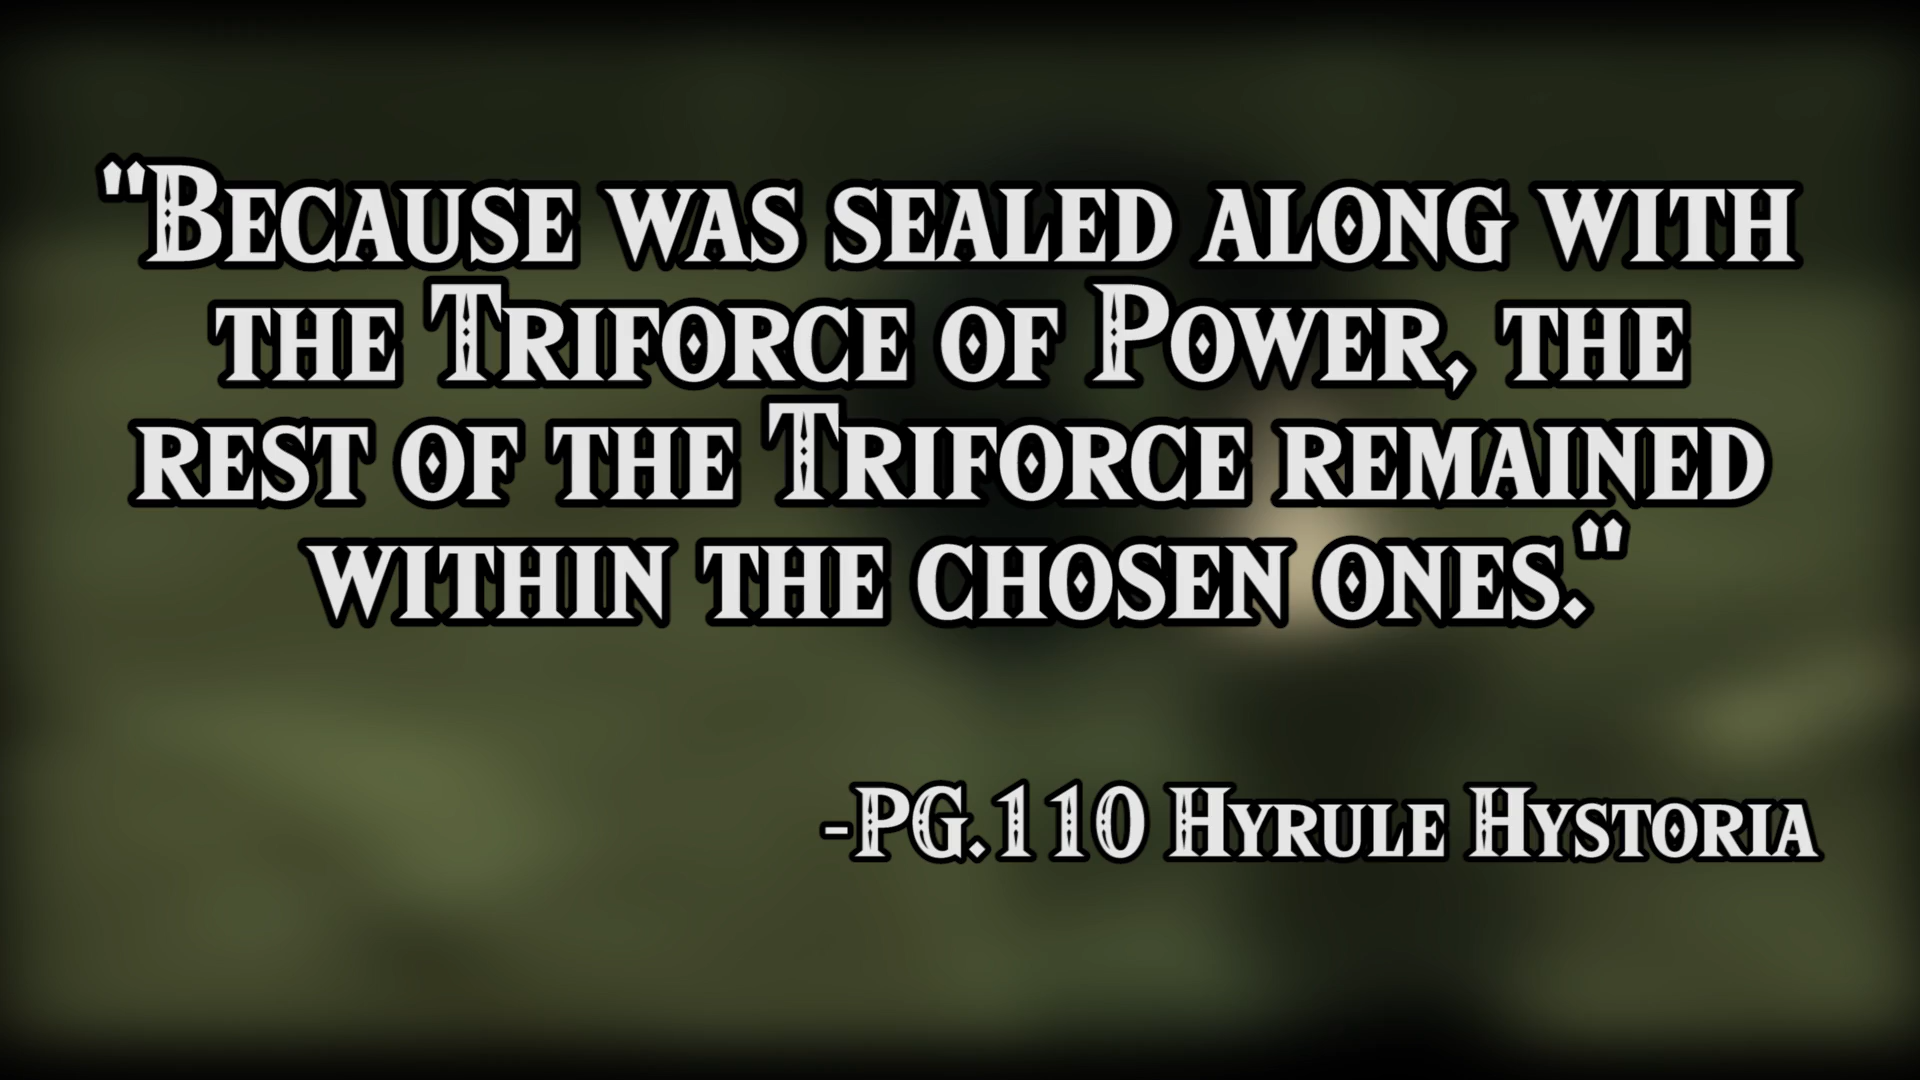 "Because was sealed along with
the Triforce of Power, the
rest of the Triforce remained
within the chosen ones."
-pg.110 Hyrule Hystoria